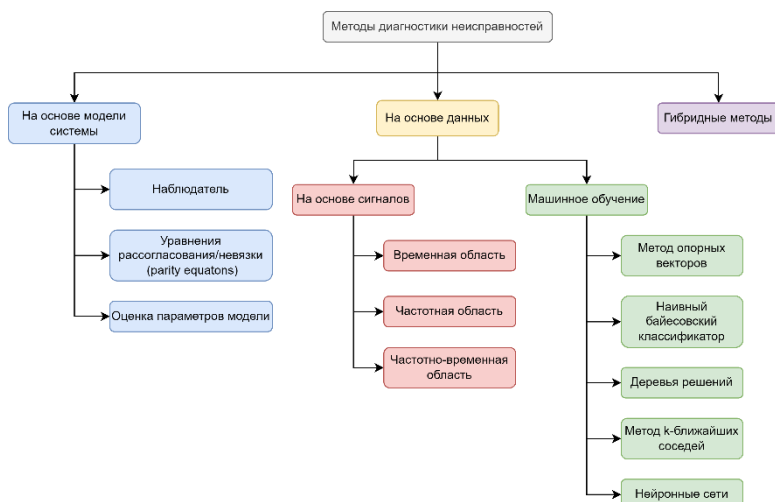 Методы диагностики неисправностей
На основе модели
системы
На основе данных
Гибридные методы
Наблюдатель
Уравнения
рассогласования/невязки
(parity equatons)
Оценка параметров модели
На основе сигналов
Временная область
Частотная область
Частотно-временная
область
Машинное обучение
Метод опорных
векторов
Наивный
байесовский
классификатор
Деревья решений
Метод k-ближайших
соседей
Нейронные сети